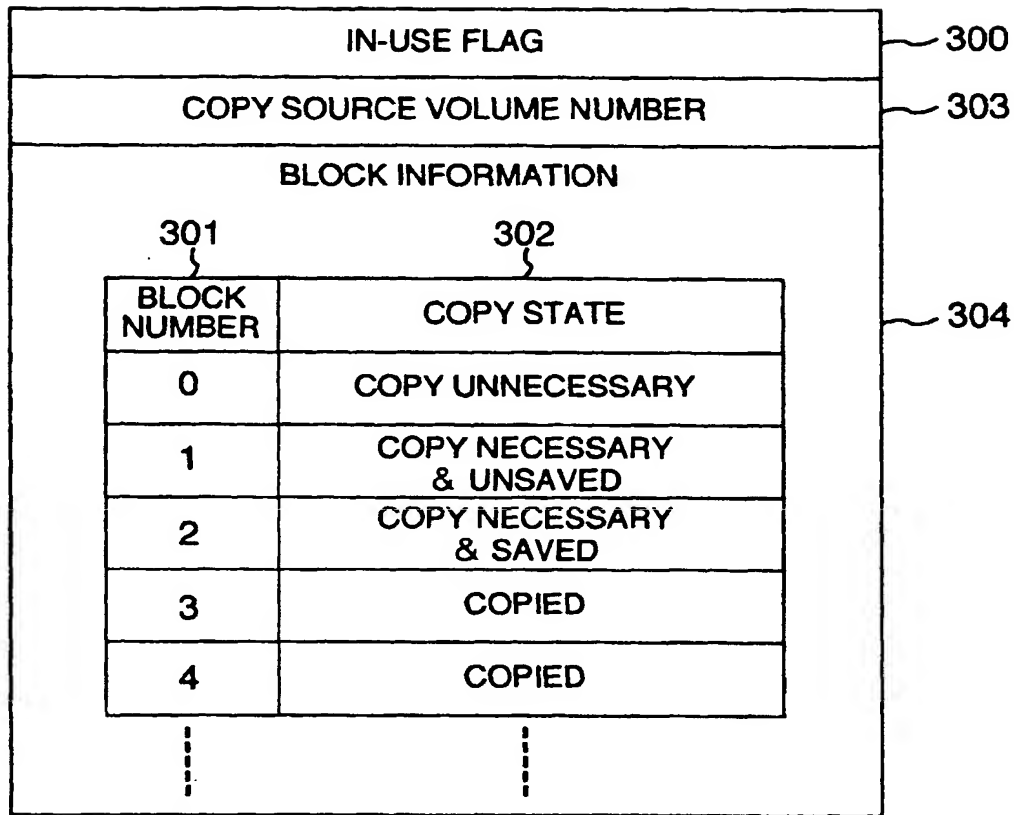 IN-USE FLAG 300
COPY SOURCE VOLUME NUMBER 303
BLOCK INFORMATION
301 302
BLOCK
NUMBER
COPY STATE
304
0 COPY UNNECESSARY
1 COPY NECESSARY
& UNSAVED
2 COPY NECESSARY
& SAVED
3 COPIED
4 COPIED